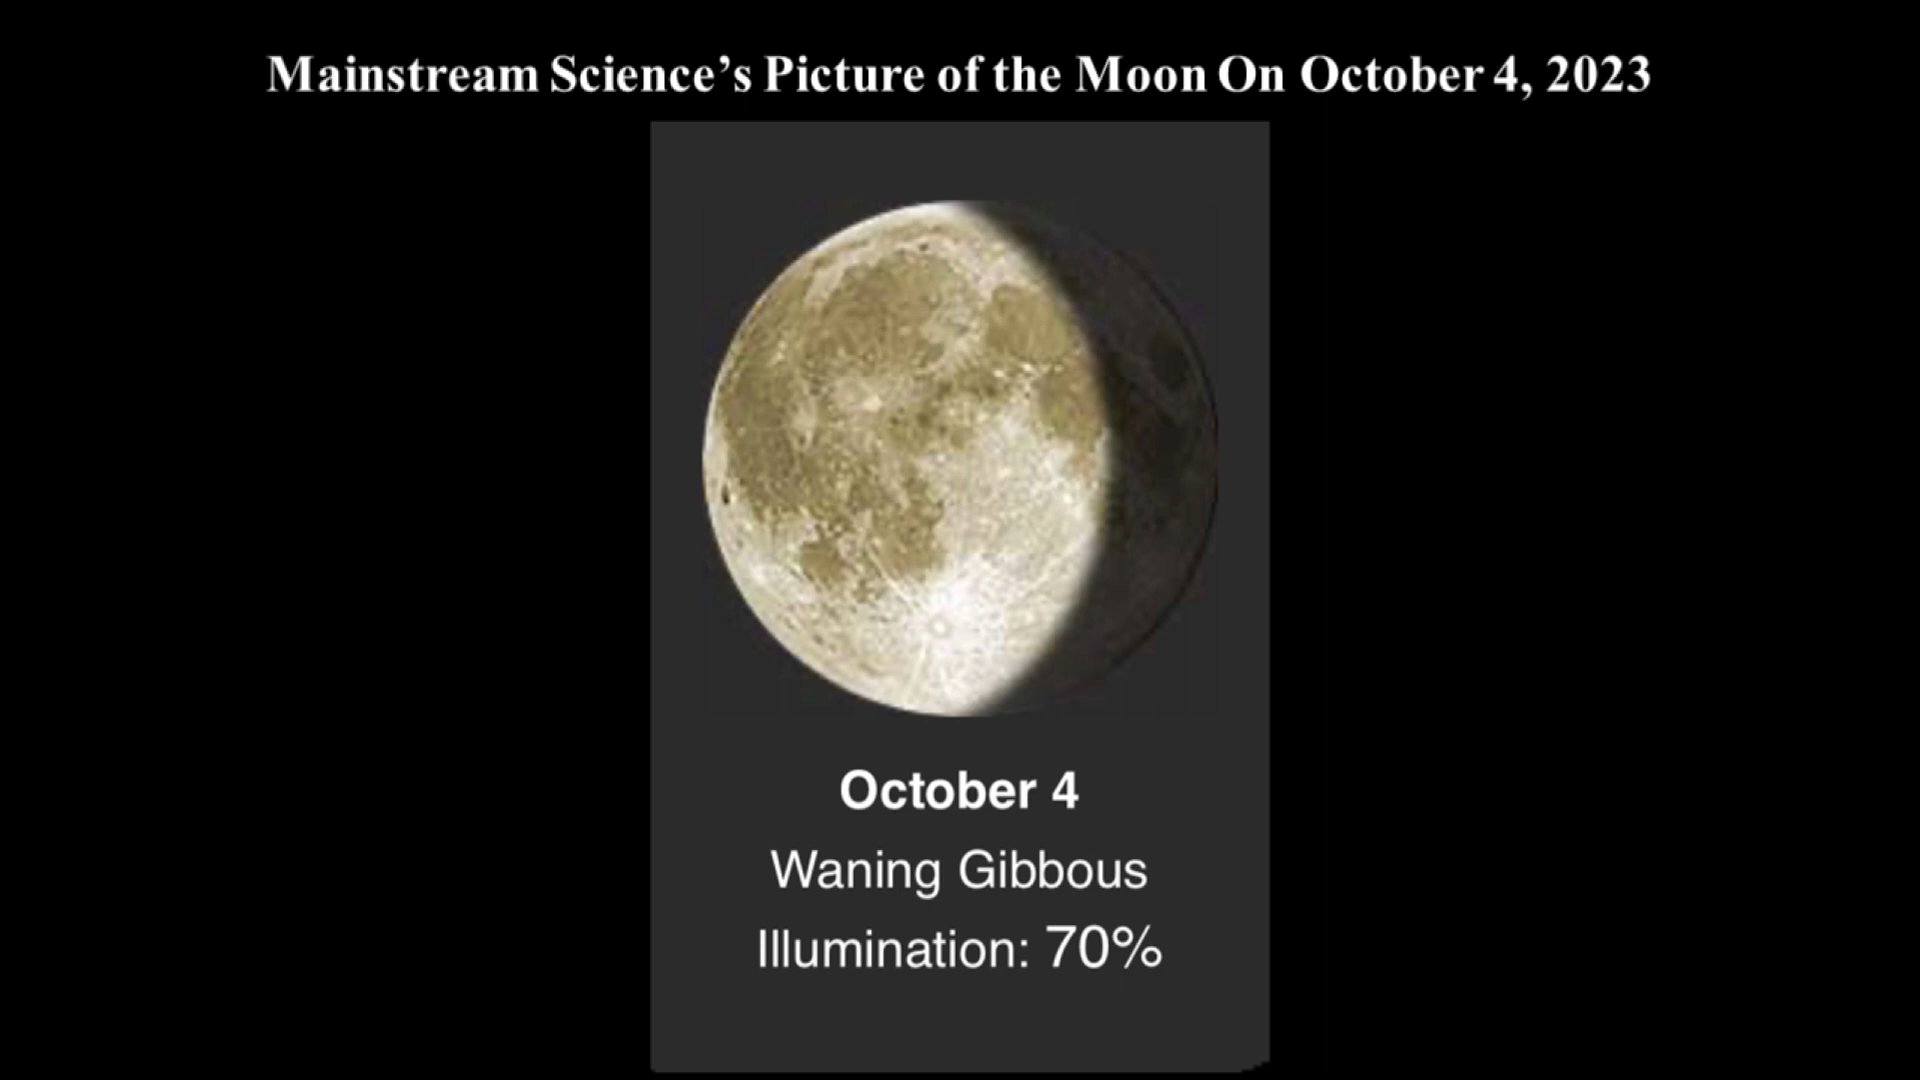 Mainstream Science’s Picture of the Moon On October 4, 2023
October 4
Waning Gibbous
Illumination: 70%